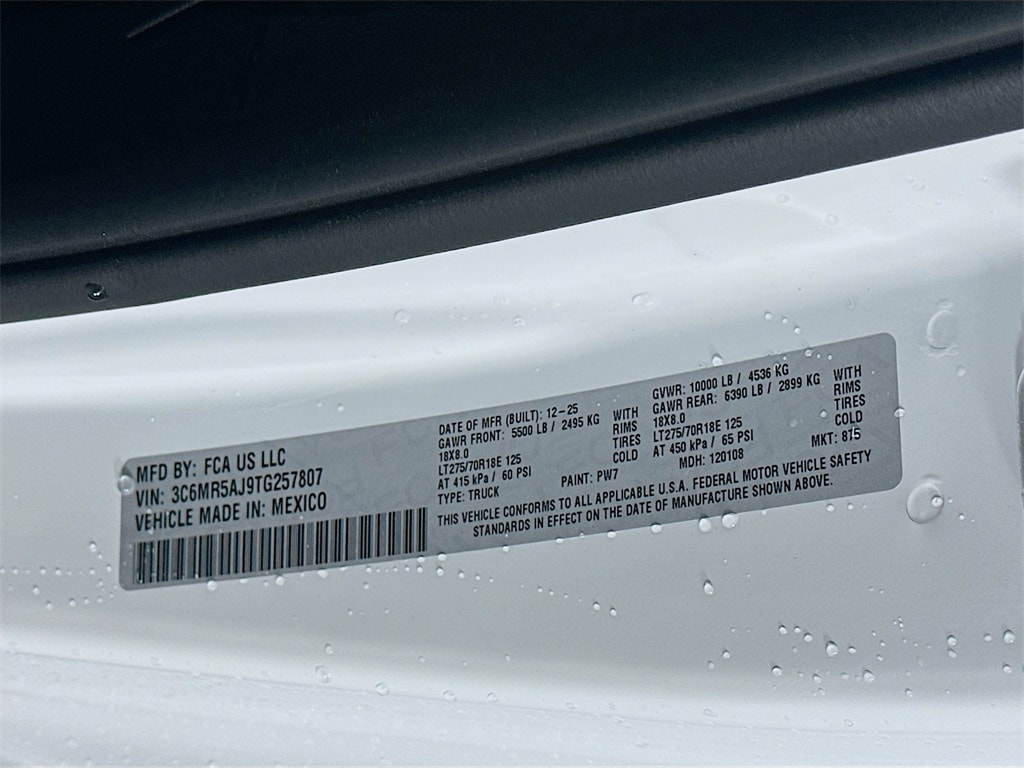 MFD BY: FCA US LLC
VIN: 3C6MR5AJ9TG257807
VEHICLE MADE IN: MEXICO
DATE OF MFR (BUILT): 12-25
GAWR FRONT: 5500 LB / 2495 KG WITH
18X8.0 RIMS
LT275/70R18E 125 TIRES
AT 415 kPa / 60 PSI COLD
TYPE: TRUCK
PAINT: PW7
GVWR: 10000 LB / 4536 KG
GAWR REAR: 6390 LB / 2899 KG WITH
18X8.0 RIMS
LT275/70R18E 125 TIRES
AT 450 kPa / 65 PSI COLD
MDH: 120108
MKT: 875
THIS VEHICLE CONFORMS TO ALL APPLICABLE U.S.A. FEDERAL MOTOR VEHICLE SAFETY
STANDARDS IN EFFECT ON THE DATE OF MANUFACTURE SHOWN ABOVE.